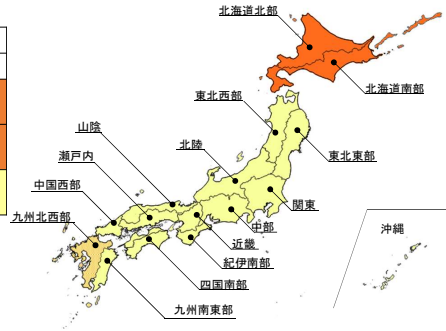 北海道北部
北海道南部
東北西部
東北東部
山陰
北陸
瀬戸内
中国西部
関東
九州北西部
中部
近畿
沖縄
紀伊南部
四国南部
九州南東部